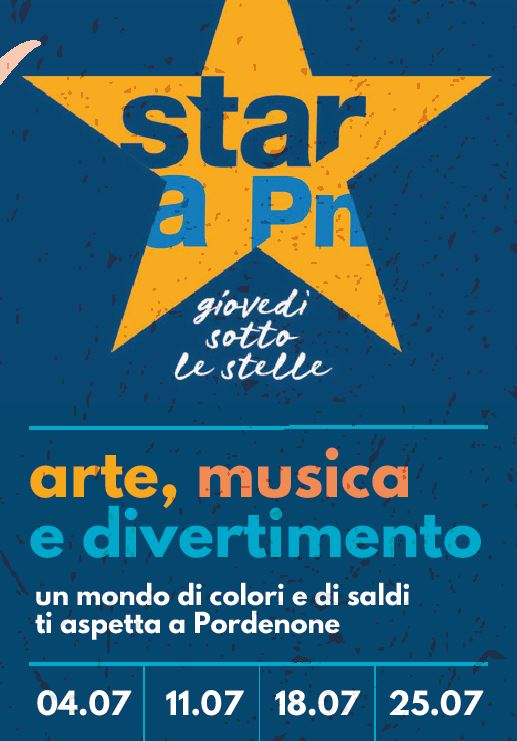 star
a Pn
giovedì
sotto
le stelle
arte, musica
e divertimento
un mondo di colori e di saldi
ti aspetta a Pordenone
04.07 11.07 18.07 25.07